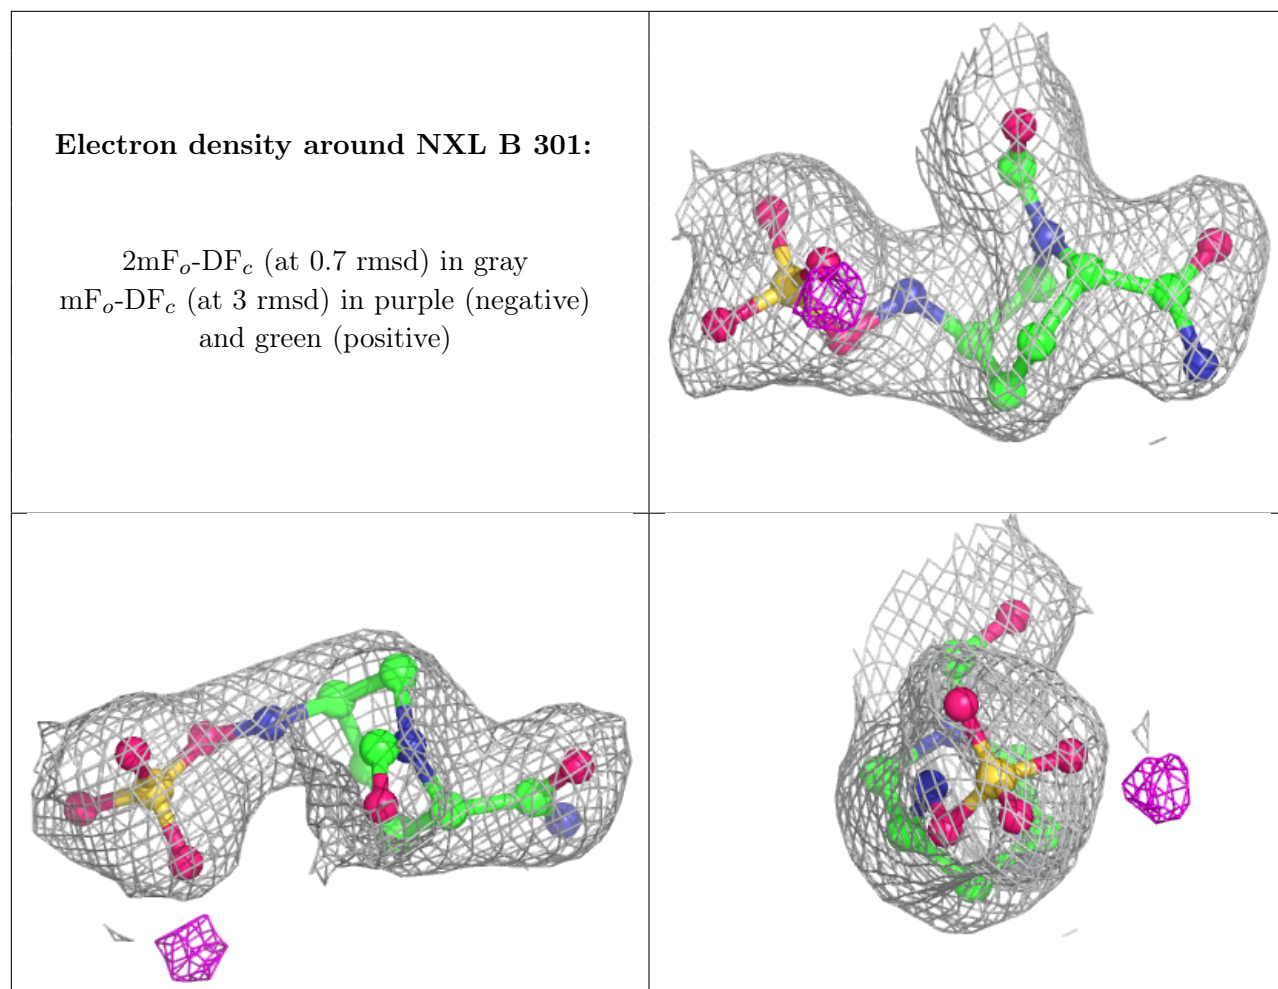 Electron density around NXL B 301:
2mFo-DFc (at 0.7 rmsd) in gray
mFo-DFc (at 3 rmsd) in purple (negative)
and green (positive)